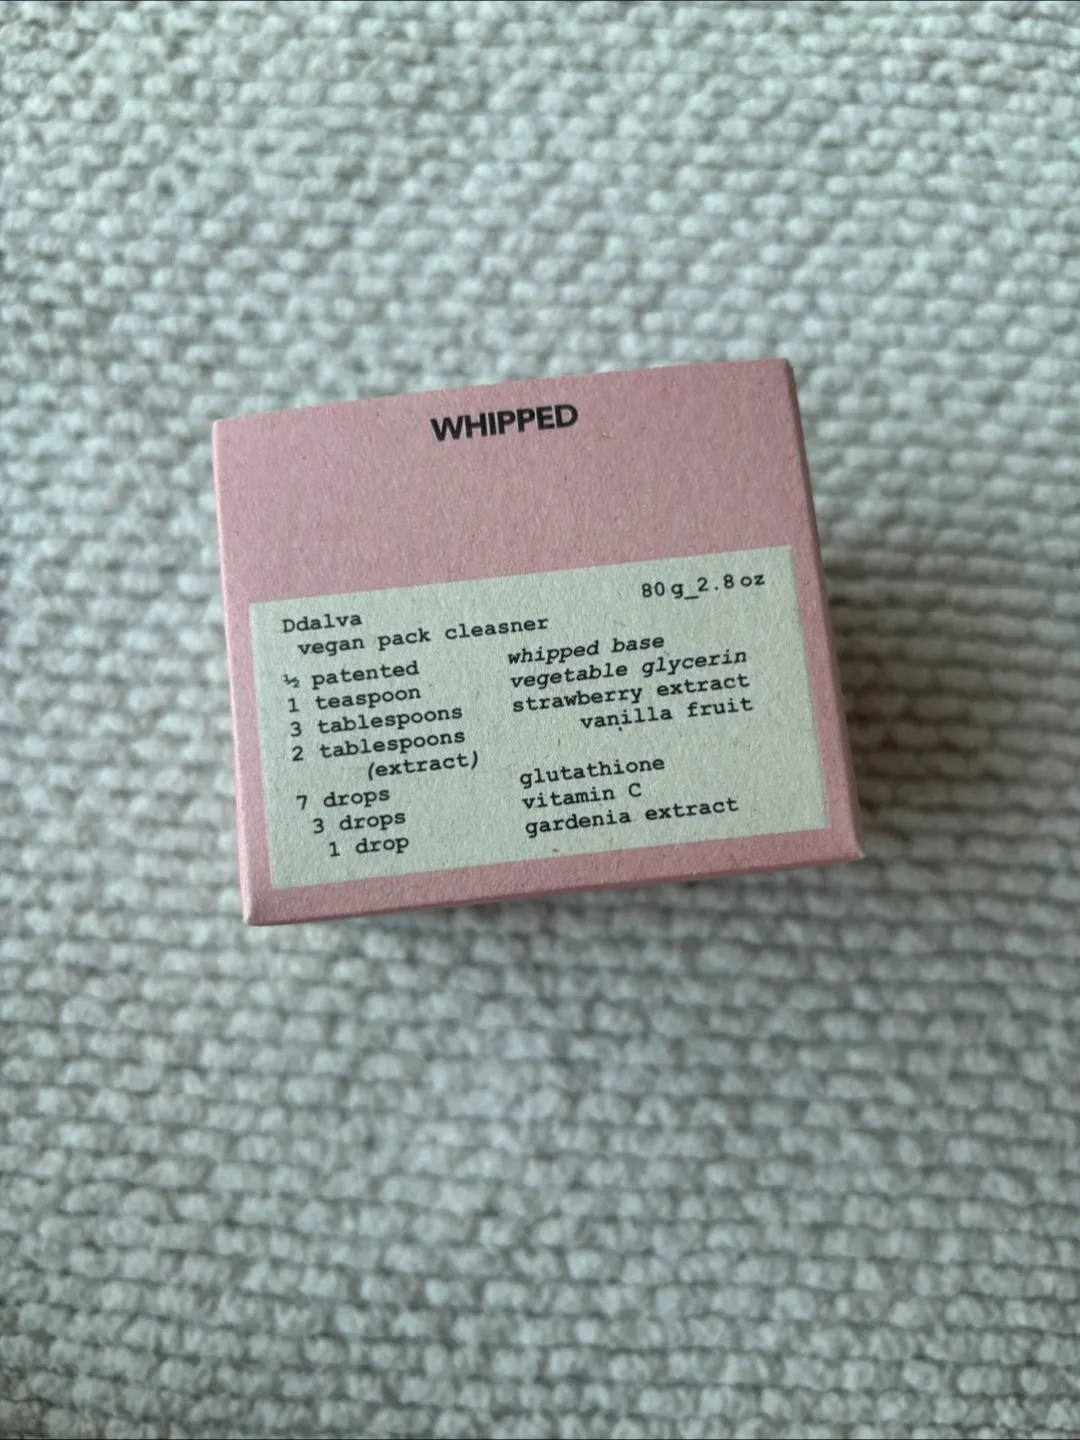 WHIPPED
80g_2.8oz
Ddalva
vegan pack cleasner
½ patented whipped base
1 teaspoon vegetable glycerin
3 tablespoons strawberry extract
2 tablespoons vanilla fruit
(extract)
7 drops glutathione
3 drops vitamin C
1 drop gardenia extract